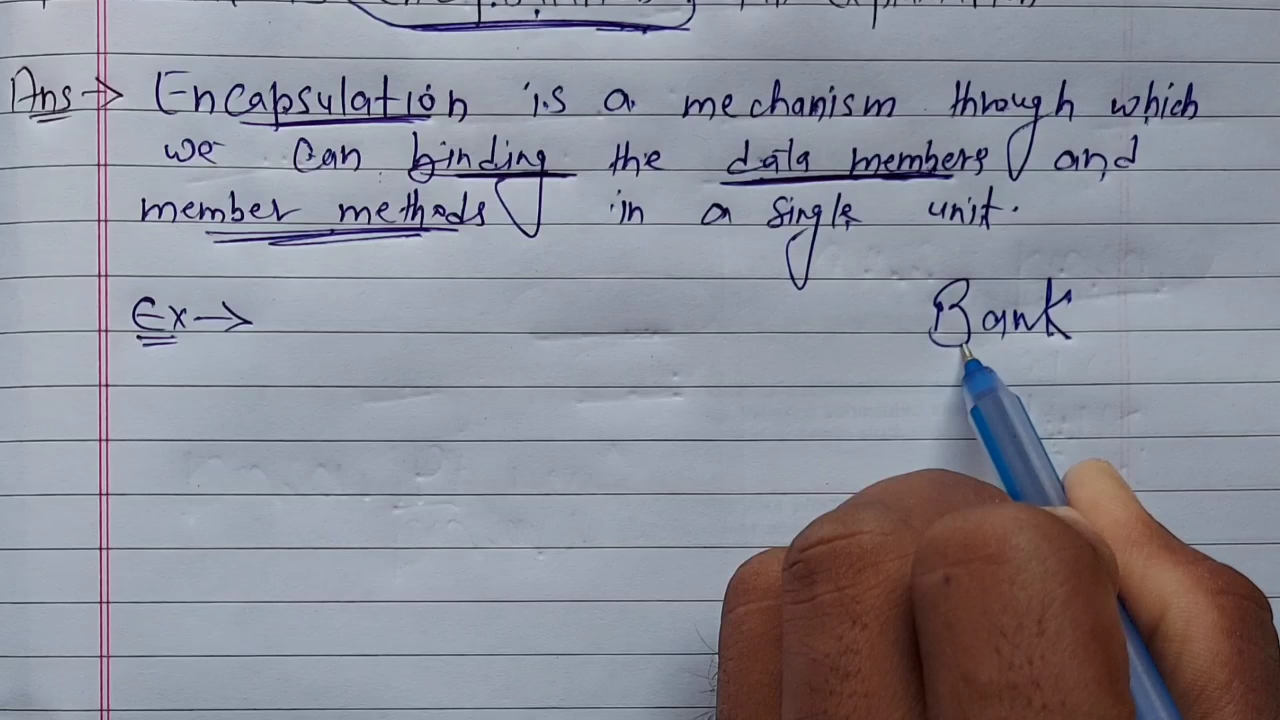 Ans → Encapsulation is a mechanism through which
we can binding the data members and
member methods in a single unit.
Ex → Bank